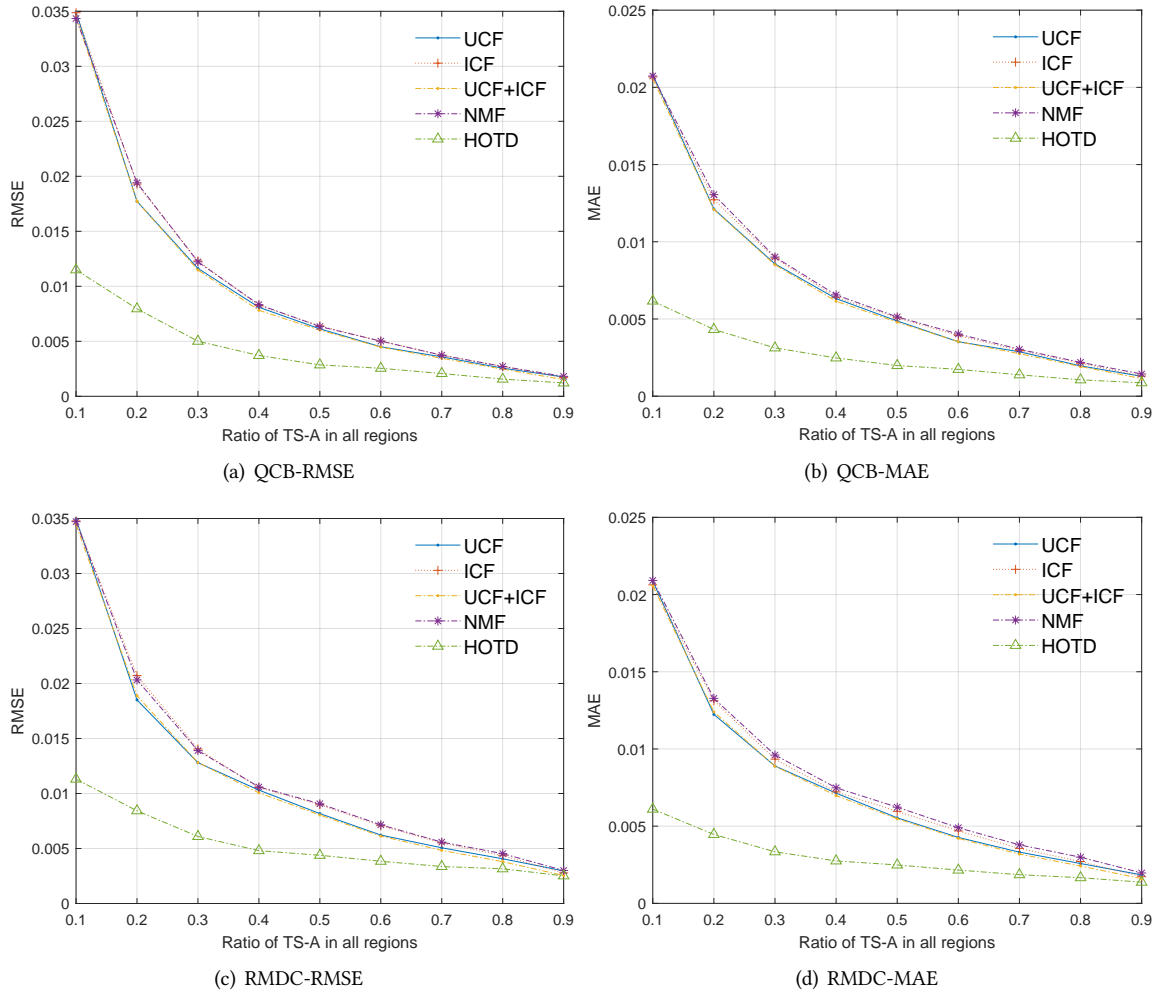 0.035
0.03
0.025
0.02
0.015
0.01
0.005
0
RMSE
UCF
ICF
UCF+ICF
NMF
HOTD
0.1 0.2 0.3 0.4 0.5 0.6 0.7 0.8 0.9
Ratio of TS-A in all regions
(a) QCB-RMSE
0.025
0.02
0.015
0.01
0.005
0
MAE
UCF
ICF
UCF+ICF
NMF
HOTD
0.1 0.2 0.3 0.4 0.5 0.6 0.7 0.8 0.9
Ratio of TS-A in all regions
(b) QCB-MAE
0.035
0.03
0.025
0.02
0.015
0.01
0.005
0
RMSE
UCF
ICF
UCF+ICF
NMF
HOTD
0.1 0.2 0.3 0.4 0.5 0.6 0.7 0.8 0.9
Ratio of TS-A in all regions
(c) RMDC-RMSE
0.025
0.02
0.015
0.01
0.005
0
MAE
UCF
ICF
UCF+ICF
NMF
HOTD
0.1 0.2 0.3 0.4 0.5 0.6 0.7 0.8 0.9
Ratio of TS-A in all regions
(d) RMDC-MAE